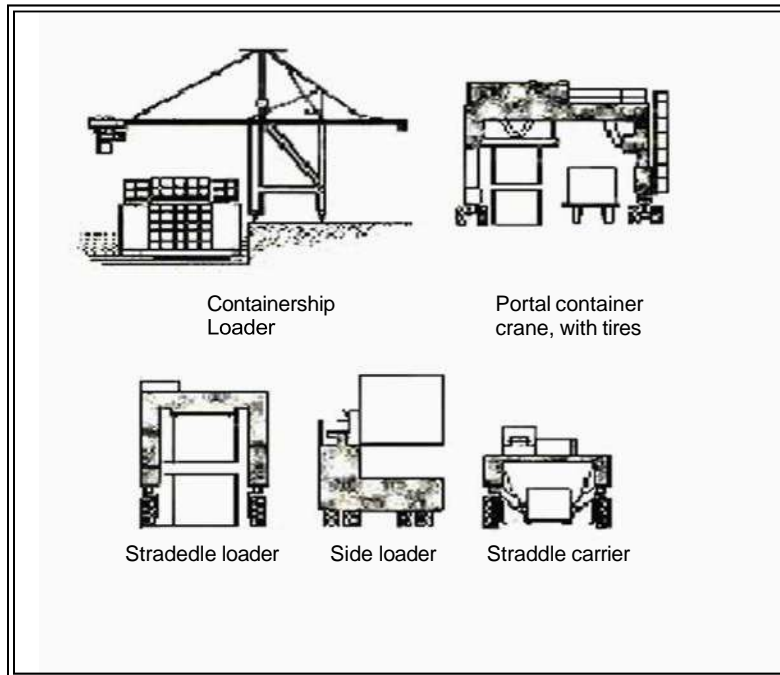 Containership
Loader
Portal container
crane, with tires
Stradedle loader
Side loader
Straddle carrier